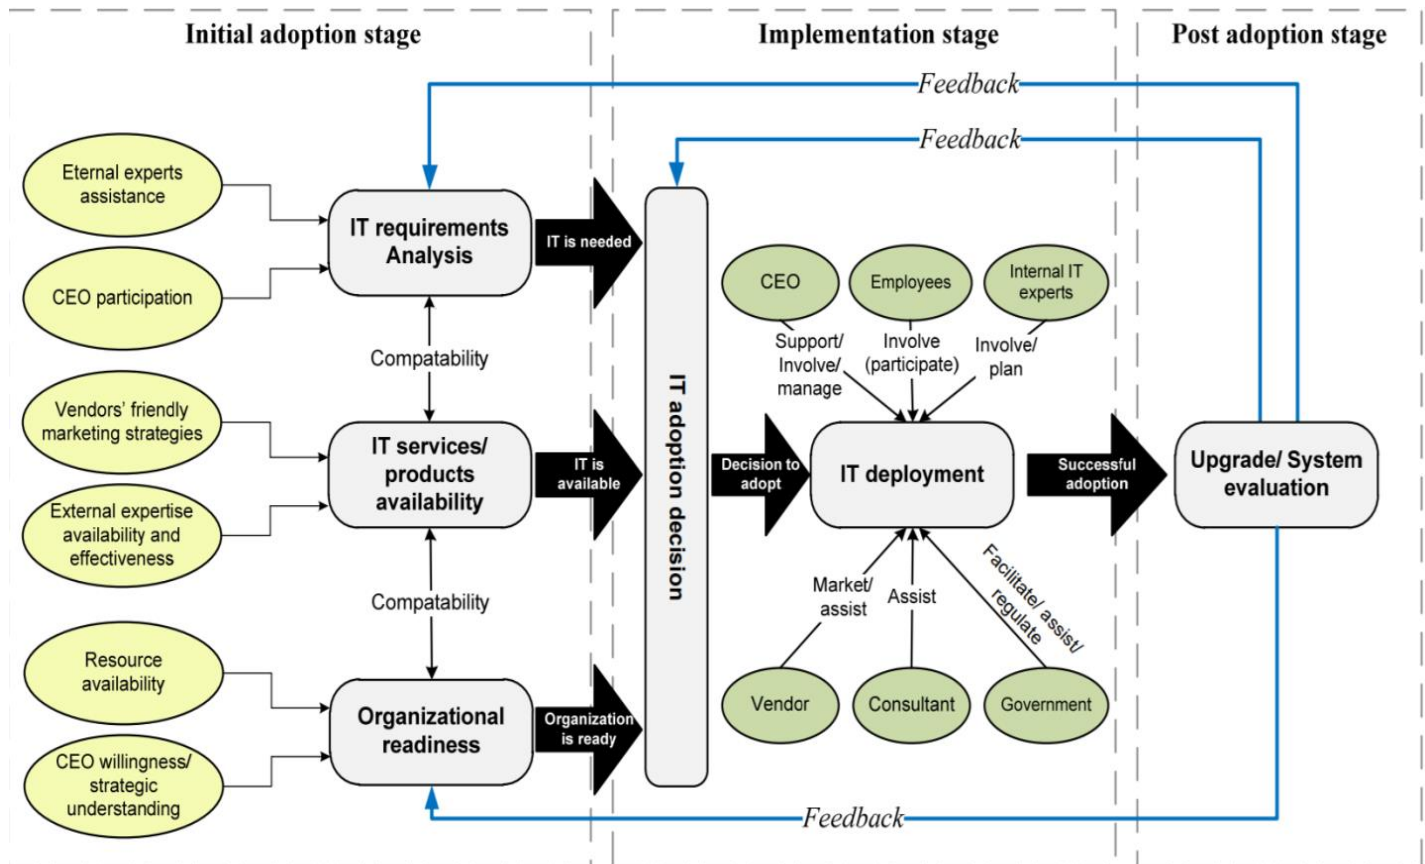 Initial adoption stage
Implementation stage
Post adoption stage
Feedback
Feedback
Eternal experts
assistance
CEO participation
IT requirements
Analysis
IT is needed
Compatability
Vendors' friendly
marketing strategies
External expertise
availability and
effectiveness
IT services/
products
availability
IT is
available
Compatability
Resource
availability
CEO willingness/
strategic
understanding
Organizational
readiness
Organization
is ready
IT adoption decision
Decision to
adopt
CEO
Employees
Internal IT
experts
Support/
Involve/
manage
Involve
(participate)
Involve/
plan
IT deployment
Market/
assist
Assist
Facilitate/ assist/
regulate
Vendor
Consultant
Government
Successful
adoption
Upgrade/ System
evaluation
Feedback